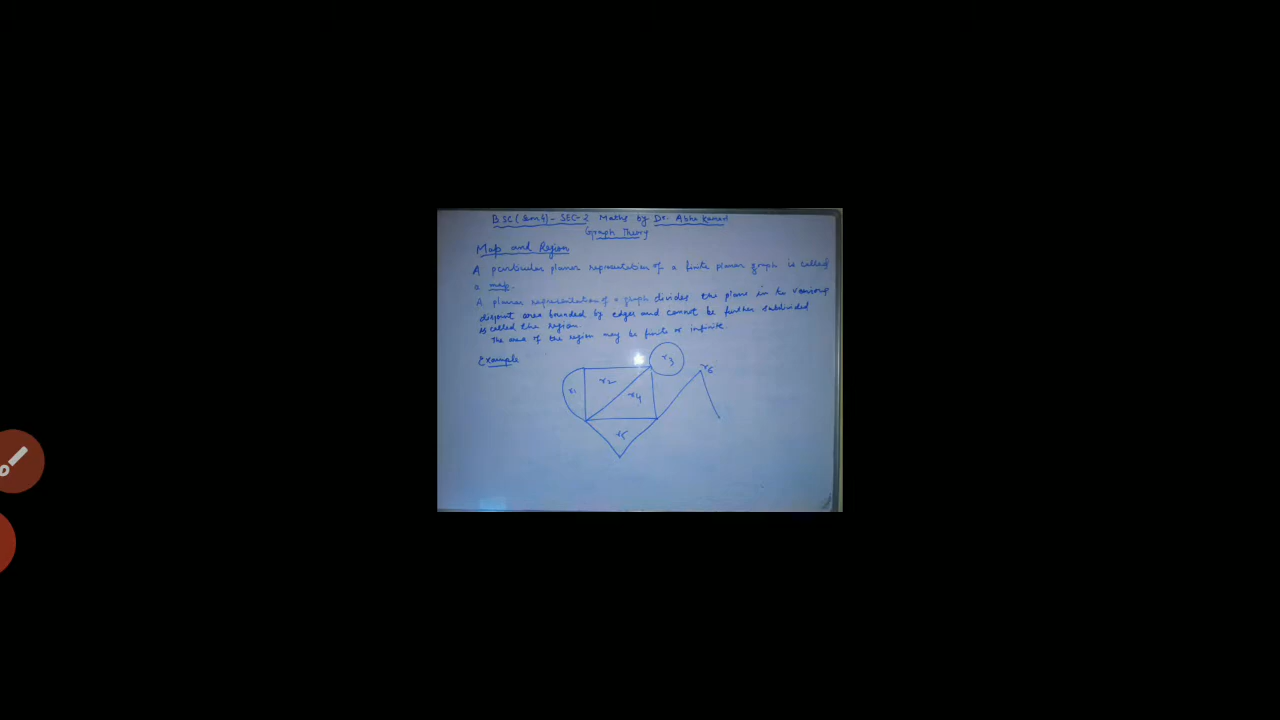 BSC (Sem 4) - SEC-2 Maths by Dr. Abha Kumari
Graph Theory
Map and Region
A particular planar representation of a finite planar graph is called
a map.
A planar representation of a graph divides the plane in to various
disjoint area bounded by edges and cannot be further subdivided
is called the region.
The area of the region may be finite or infinite.
Example
r3
r6
r2
r1
r4
r5